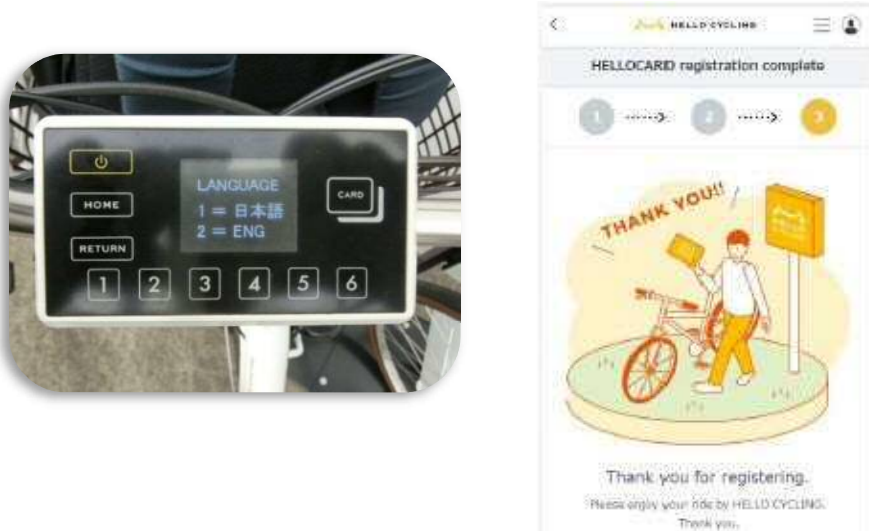 HOME
RETURN
LANGUAGE
1 = 日本語
2 = ENG
CARD
1 2 3 4 5 6
HELLO CYCLING
HELLOCARD registration complete
1 2 3
THANK YOU!!
HELLO
Thank you for registering.
Please enjoy your ride by HELLO CYCLING.
Thank you.